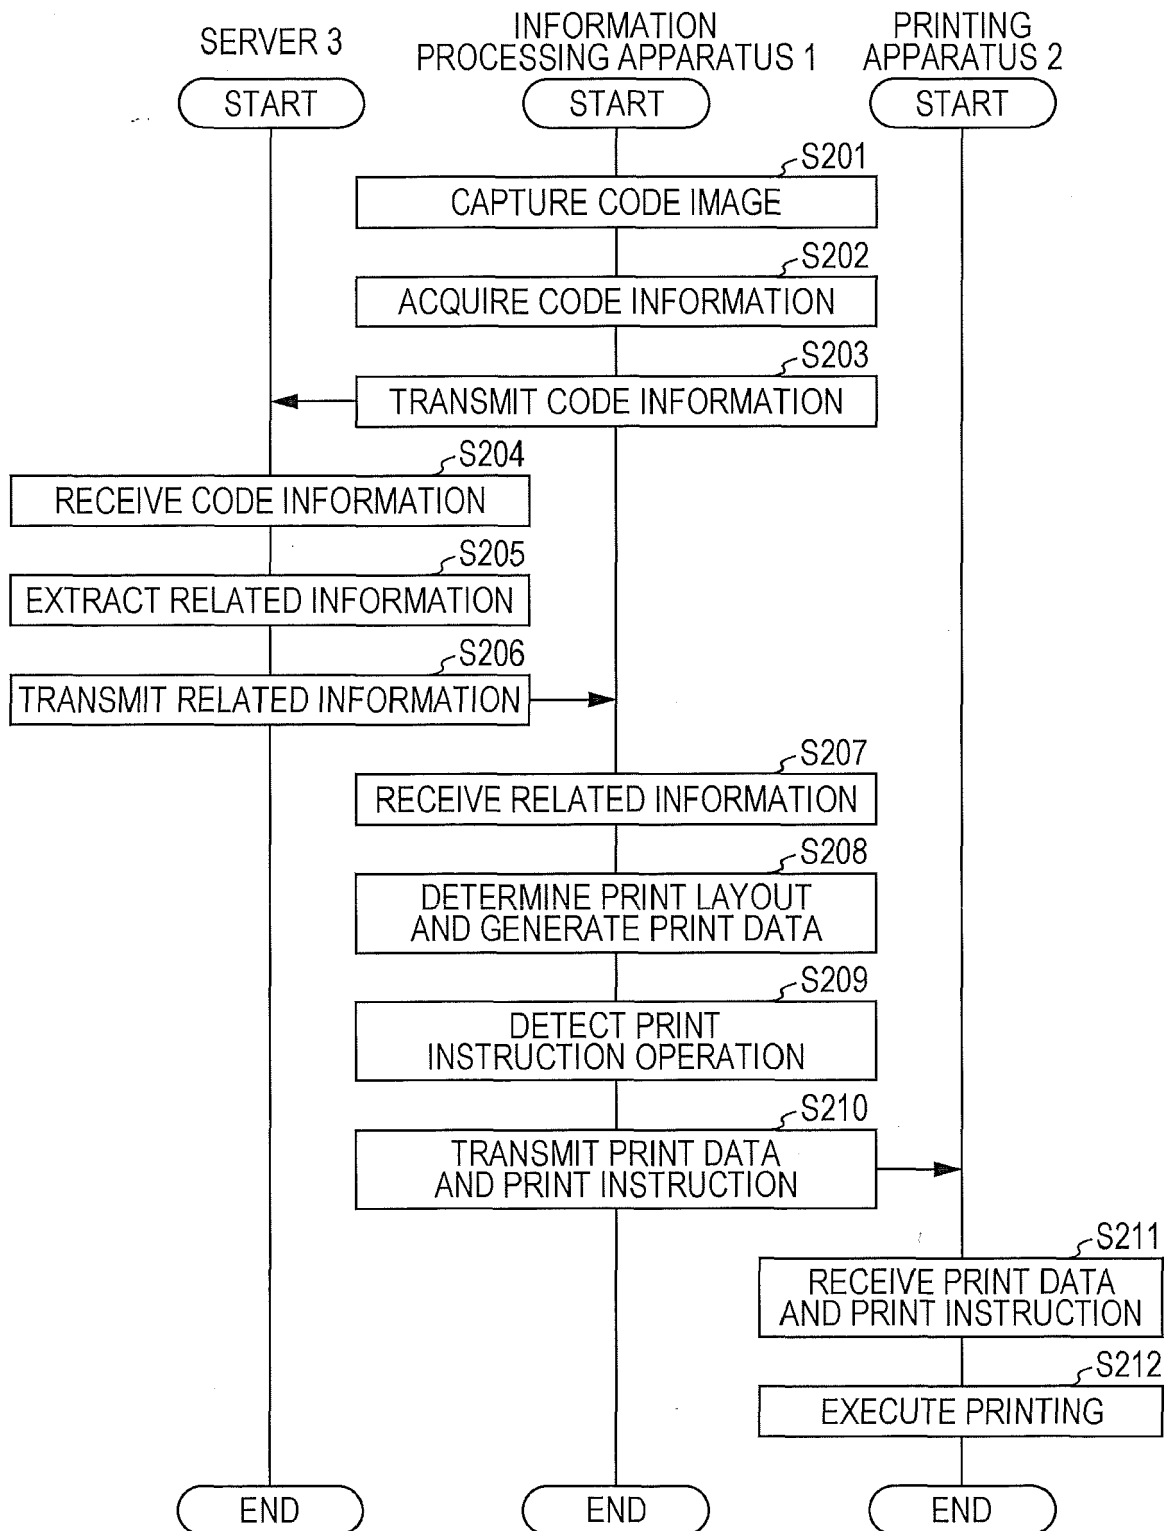 SERVER 3
INFORMATION
PROCESSING APPARATUS 1
PRINTING
APPARATUS 2
START
START
START
S201
CAPTURE CODE IMAGE
S202
ACQUIRE CODE INFORMATION
S203
TRANSMIT CODE INFORMATION
S204
RECEIVE CODE INFORMATION
S205
EXTRACT RELATED INFORMATION
S206
TRANSMIT RELATED INFORMATION
S207
RECEIVE RELATED INFORMATION
S208
DETERMINE PRINT LAYOUT
AND GENERATE PRINT DATA
S209
DETECT PRINT
INSTRUCTION OPERATION
S210
TRANSMIT PRINT DATA
AND PRINT INSTRUCTION
S211
RECEIVE PRINT DATA
AND PRINT INSTRUCTION
S212
EXECUTE PRINTING
END
END
END